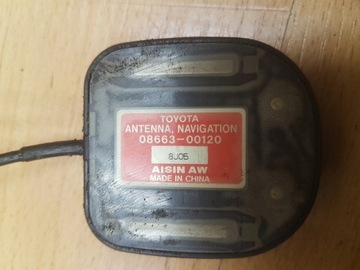 TOYOTA
ANTENNA, NAVIGATION
08663-00120
8J05
AISIN AW
MADE IN CHINA